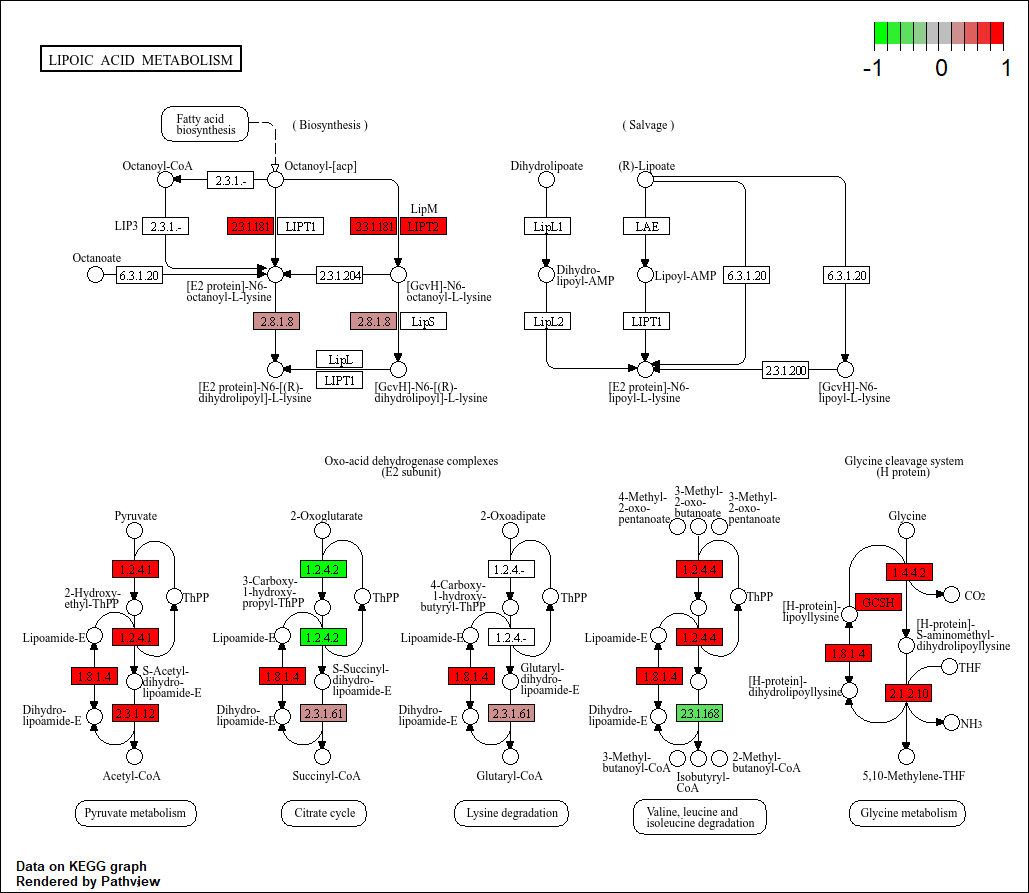 LIPOIC ACID METABOLISM
-1 0 1
Fatty acid
biosynthesis
( Biosynthesis )
( Salvage )
Octanoyl-CoA
2.3.1.-
Octanoyl-[acp]
Dihydrolipoate
(R)-Lipoate
LipM
LIP3
2.3.1.-
2.3.1.181
LIPT1
2.3.1.181
LIPT2
LipL1
LAE
Octanoate
6.3.1.20
2.3.1.204
[E2 protein]-N6-
octanoyl-L-lysine
[GcvH]-N6-
octanoyl-L-lysine
Dihydro-
lipoyl-AMP
Lipoyl-AMP
6.3.1.20
6.3.1.20
2.8.1.8
2.8.1.8
LipS
LipL2
LIPT1
LipL
LIPT1
2.3.1.200
[E2 protein]-N6-[(R)-
dihydrolipoyl]-L-lysine
[GcvH]-N6-[(R)-
dihydrolipoyl]-L-lysine
[E2 protein]-N6-
lipoyl-L-lysine
[GcvH]-N6-
lipoyl-L-lysine
Oxo-acid dehydrogenase complexes
(E2 subunit)
Glycine cleavage system
(H protein)
Pyruvate
1.2.4.1
2-Hydroxy-
ethyl-ThPP
ThPP
Lipoamide-E
1.2.4.1
1.8.1.4
S-Acetyl-
dihydro-
lipoamide-E
Dihydro-
lipoamide-E
2.3.1.12
Acetyl-CoA
Pyruvate metabolism
2-Oxoglutarate
1.2.4.2
3-Carboxy-
1-hydroxy-
propyl-ThPP
ThPP
Lipoamide-E
1.2.4.2
1.8.1.4
S-Succinyl-
dihydro-
lipoamide-E
Dihydro-
lipoamide-E
2.3.1.61
Succinyl-CoA
Citrate cycle
2-Oxoadipate
1.2.4.-
4-Carboxy-
1-hydroxy-
butyryl-ThPP
ThPP
Lipoamide-E
1.2.4.-
1.8.1.4
Glutaryl-
dihydro-
lipoamide-E
Dihydro-
lipoamide-E
2.3.1.61
Glutaryl-CoA
Lysine degradation
4-Methyl-
2-oxo-
pentanoate
3-Methyl-
2-oxo-
butanoate
3-Methyl-
2-oxo-
pentanoate
1.2.4.4
ThPP
Lipoamide-E
1.2.4.4
1.8.1.4
Dihydro-
lipoamide-E
2.3.1.168
3-Methyl-
butanoyl-CoA
Isobutyryl-
CoA
2-Methyl-
butanoyl-CoA
Valine, leucine and
isoleucine degradation
Glycine
1.4.4.2
CO2
GCSH
[H-protein]-
lipoyllysine
[H-protein]-
S-aminomethyl-
dihydrolipoyllysine
1.8.1.4
THF
[H-protein]-
dihydrolipoyllysine
2.1.2.10
NH3
5,10-Methylene-THF
Glycine metabolism
Data on KEGG graph
Rendered by Pathview